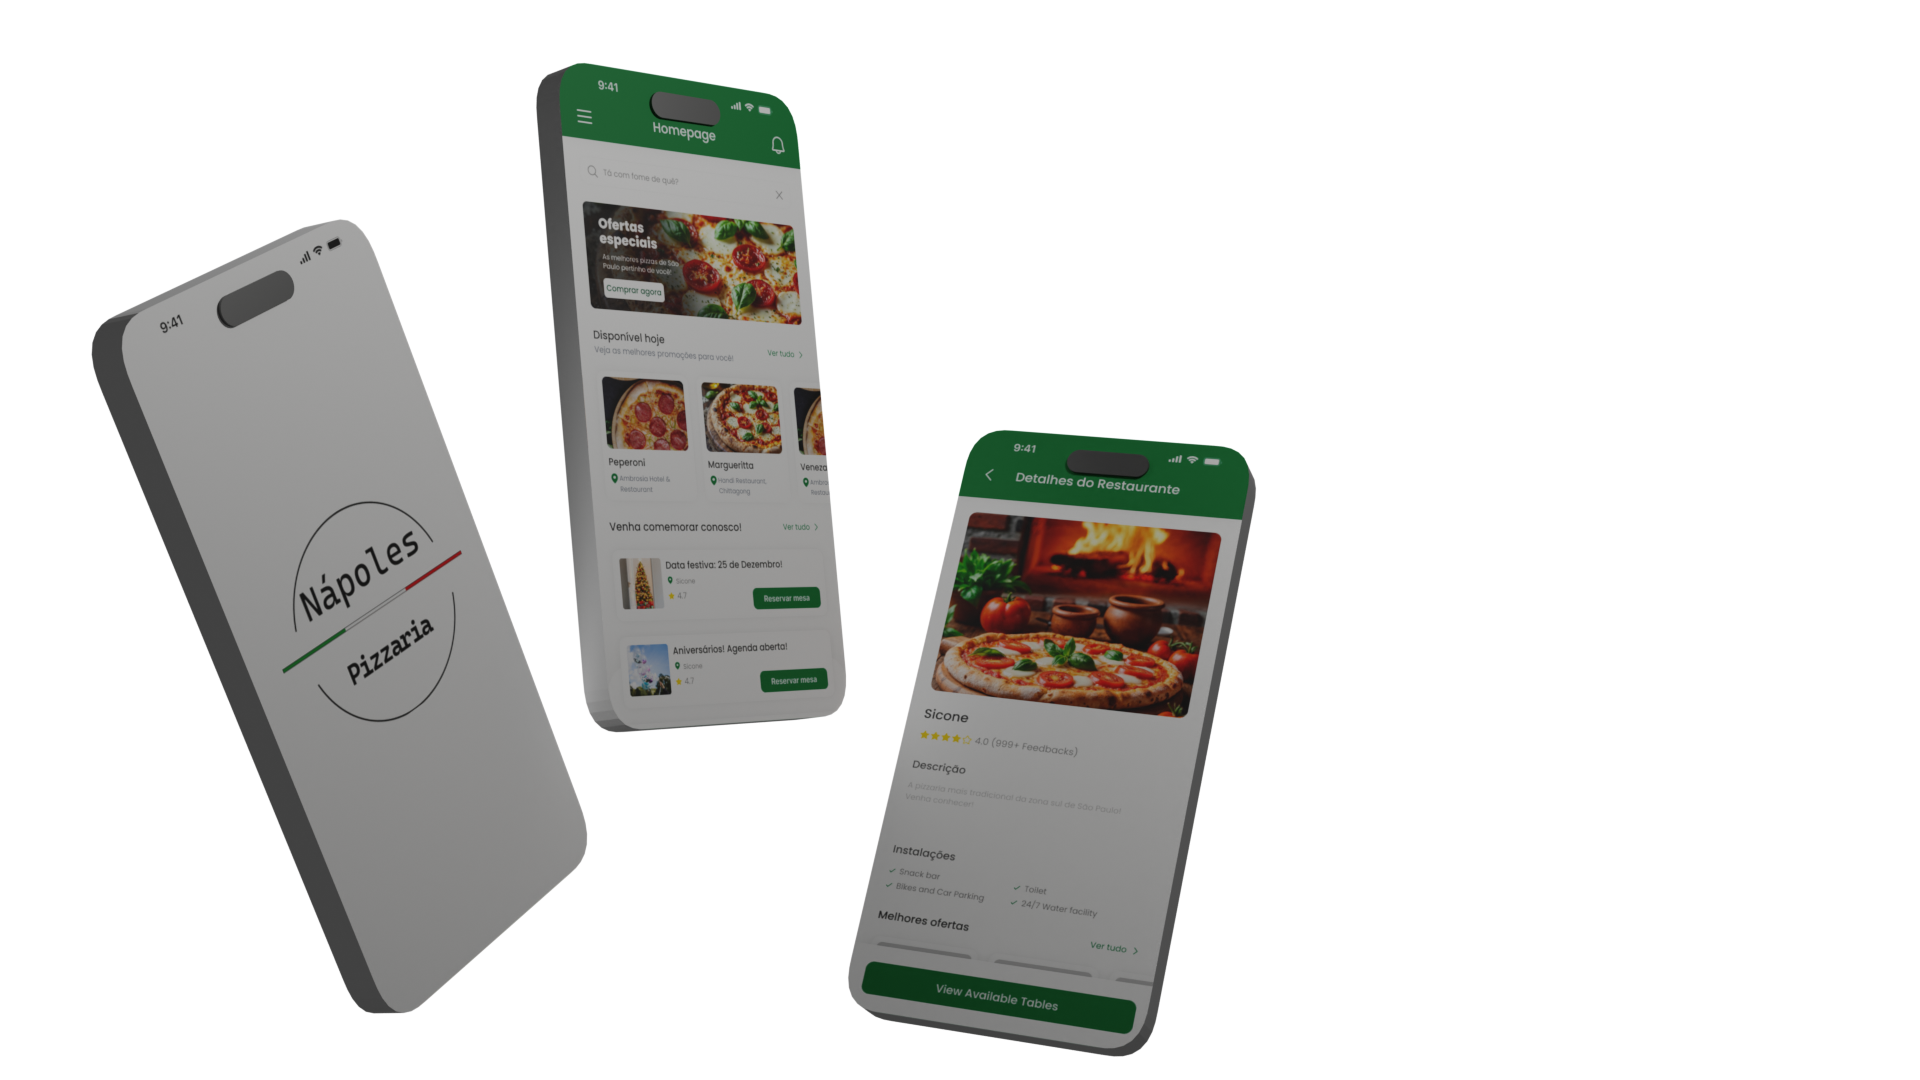 9:41
Nápoles
Pizzaria
9:41
Homepage
Tá com fome de quê?
Ofertas
especiais
As melhores pizzas de São
Paulo pertinho de você!
Comprar agora
Disponível hoje
Veja as melhores promoções para você!
Ver tudo
Peperoni
Ambrosia Hotel &
Restaurant
Margueritta
Handi Restaurant,
Chittagong
Veneza
Venha comemorar conosco!
Ver tudo
Data festiva: 25 de Dezembro!
Sicone
4.7
Reservar mesa
Aniversários! Agenda aberta!
Sicone
4.7
Reservar mesa
9:41
Detalhes do Restaurante
Sicone
4.0 (999+ Feedbacks)
Descrição
A pizzaria mais tradicional da zona sul de São Paulo!
Venha conhecer"
Instalações
Snack bar
Toilet
Bikes and Car Parking
24/7 Water facility
Melhores ofertas
Ver tudo
View Available Tables